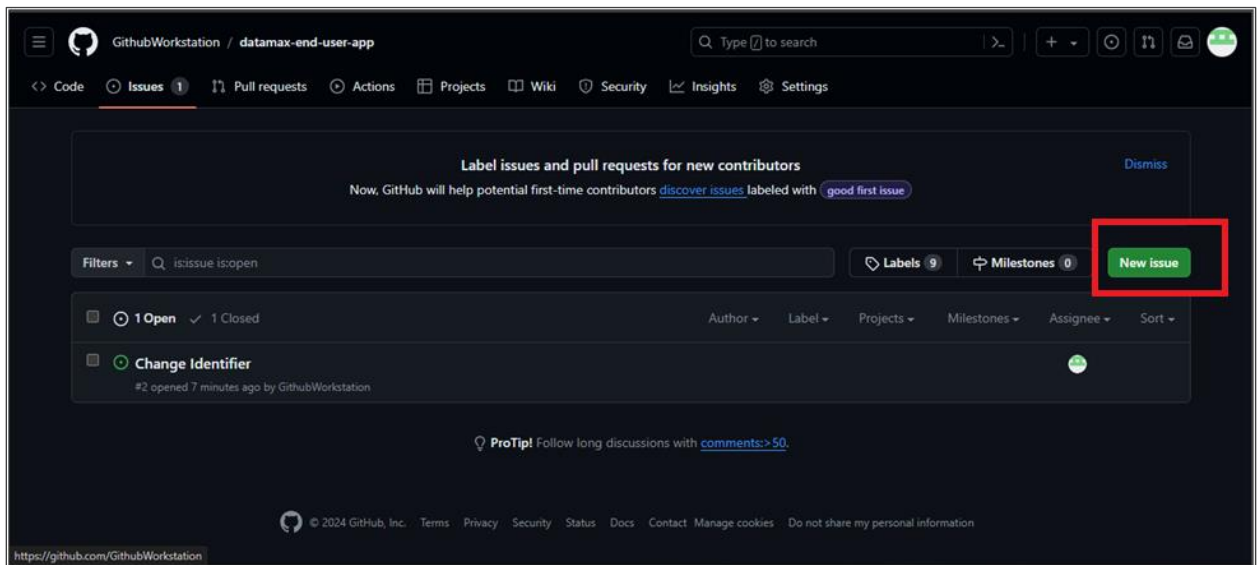 GithubWorkstation / datamax-end-user-app
Type / to search
<> Code Issues 1 Pull requests Actions Projects Wiki Security Insights Settings
Label issues and pull requests for new contributors
Dismiss
Now, GitHub will help potential first-time contributors discover issues labeled with good first issue
Filters is:issue is:open Labels 9 Milestones 0 New issue
1 Open 1 Closed Author Label Projects Milestones Assignee Sort
Change Identifier
#2 opened 7 minutes ago by GithubWorkstation
ProTip! Follow long discussions with comments:>50.
© 2024 GitHub, Inc. Terms Privacy Security Status Docs Contact Manage cookies Do not share my personal information
https://github.com/GithubWorkstation